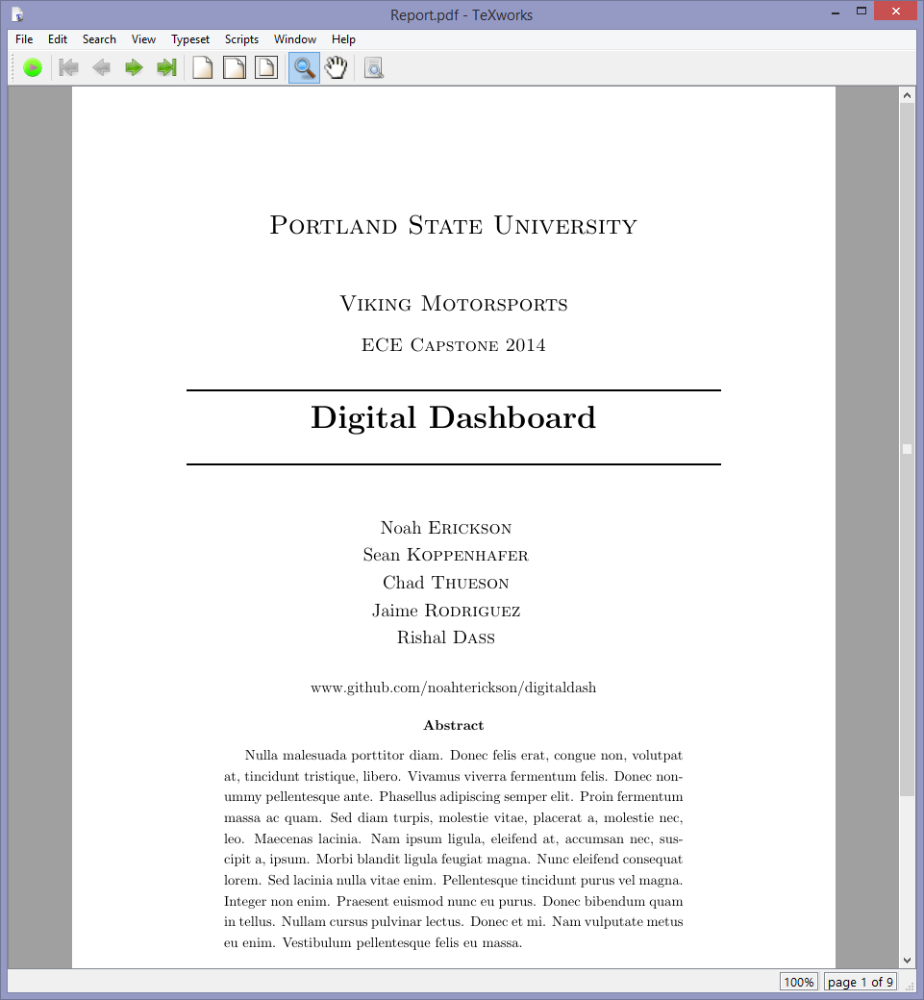 Report.pdf - TeXworks
File Edit Search View Typeset Scripts Window Help
Portland State University
Viking Motorsports
ECE Capstone 2014
Digital Dashboard
Noah Erickson
Sean Koppenhafer
Chad Thueson
Jaime Rodriguez
Rishal Dass
www.github.com/noahterickson/digitaldash
Abstract
Nulla malesuada porttitor diam. Donec felis erat, congue non, volutpat
at, tincidunt tristique, libero. Vivamus viverra fermentum felis. Donec non-
ummy pellentesque ante. Phasellus adipiscing semper elit. Proin fermentum
massa ac quam. Sed diam turpis, molestie vitae, placerat a, molestie nec,
leo. Maecenas lacinia. Nam ipsum ligula, eleifend at, accumsan nec, sus-
cipit a, ipsum. Morbi blandit ligula feugiat magna. Nunc eleifend consequat
lorem. Sed lacinia nulla vitae enim. Pellentesque tincidunt purus vel magna.
Integer non enim. Praesent euismod nunc eu purus. Donec bibendum quam
in tellus. Nullam cursus pulvinar lectus. Donec et mi. Nam vulputate metus
eu enim. Vestibulum pellentesque felis eu massa.
100% page 1 of 9